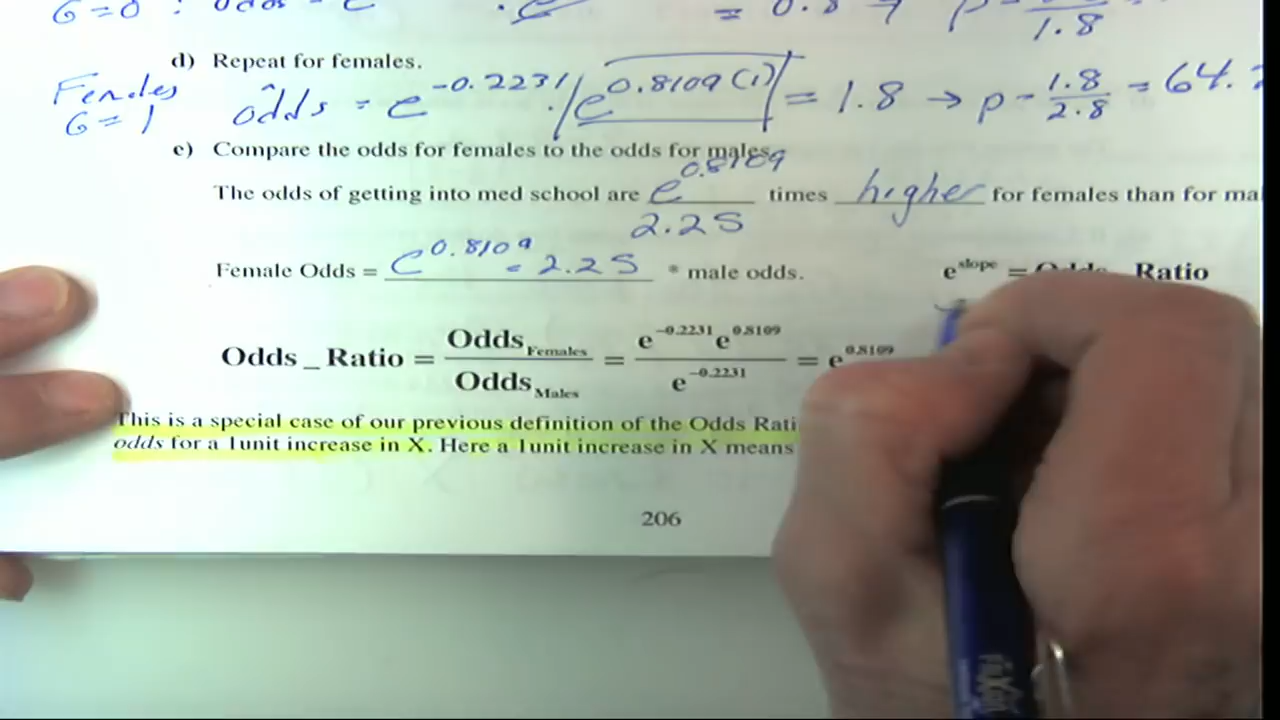 G=0 : odds = e = 0.8 → p = 1.8
d) Repeat for females.
Females
G=1
odds = e^-0.2231 · e^0.8109(1) = 1.8 → p = 1.8/2.8 = 64.
e) Compare the odds for females to the odds for males.
The odds of getting into med school are e^0.8109 times higher for females than for
2.25
Female Odds = e^0.8109 = 2.25 * male odds.
e^slope = Odds Ratio
Odds_Ratio = Odds_Females / Odds_Males = e^-0.2231 e^0.8109 / e^-0.2231 = e^0.8109
This is a special case of our previous definition of the Odds
odds for a 1unit increase in X. Here a 1unit increase in X means
206